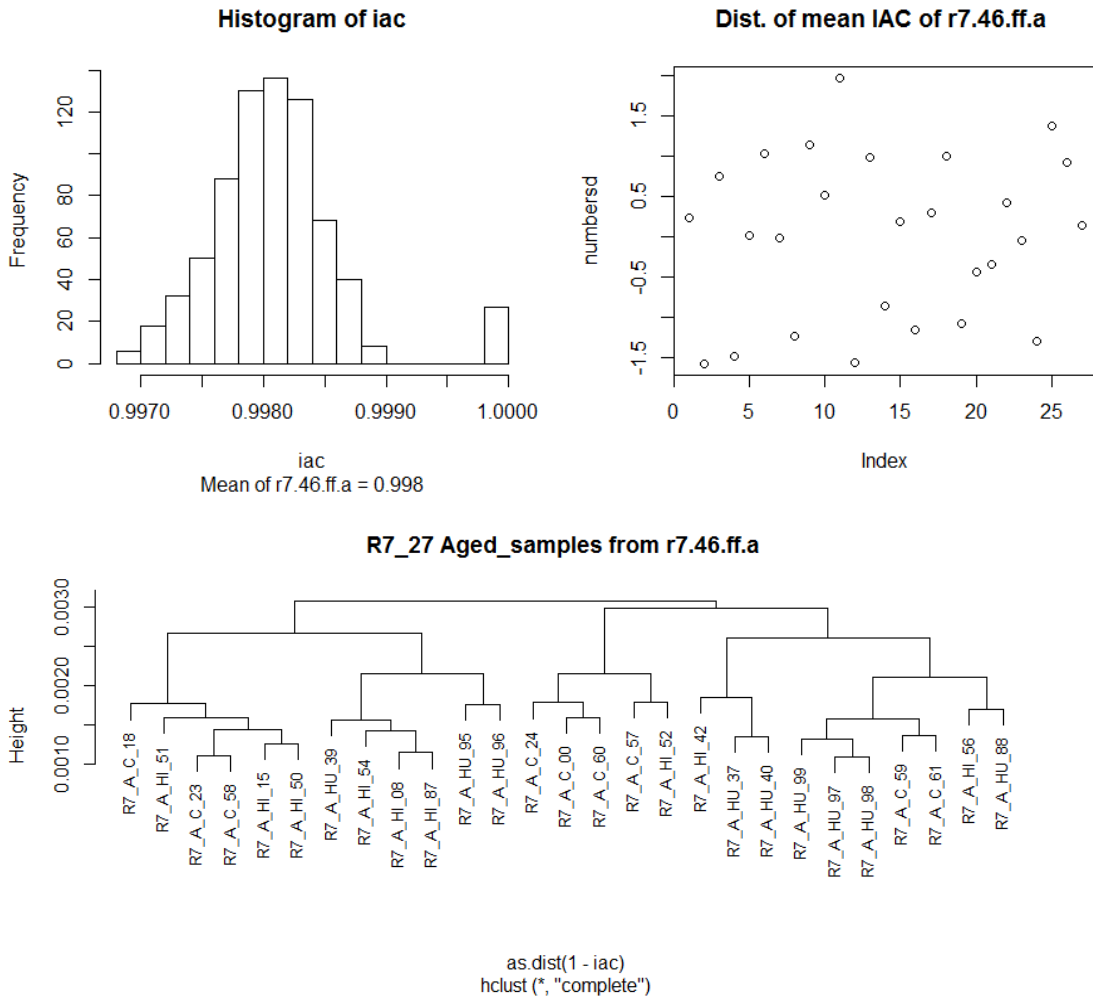 Histogram of iac
Frequency
0 20 40 60 80 120
0.9970 0.9980 0.9990 1.0000
iac
Mean of r7.46.ff.a = 0.998
Dist. of mean IAC of r7.46.ff.a
numbersd
-1.5 -0.5 0.5 1.5
0 5 10 15 20 25
Index
R7_27 Aged_samples from r7.46.ff.a
Height
0.0010 0.0020 0.0030
R7_A_C_18
R7_A_HI_51
R7_A_C_23
R7_A_C_58
R7_A_HI_15
R7_A_HI_50
R7_A_HU_39
R7_A_HI_54
R7_A_HI_08
R7_A_HI_87
R7_A_HU_95
R7_A_HU_96
R7_A_C_24
R7_A_C_00
R7_A_C_60
R7_A_C_57
R7_A_HI_52
R7_A_HI_42
R7_A_HU_37
R7_A_HU_40
R7_A_HU_99
R7_A_HU_97
R7_A_HU_98
R7_A_C_59
R7_A_C_61
R7_A_HI_56
R7_A_HU_88
as.dist(1 - iac)
hclust (*, "complete")